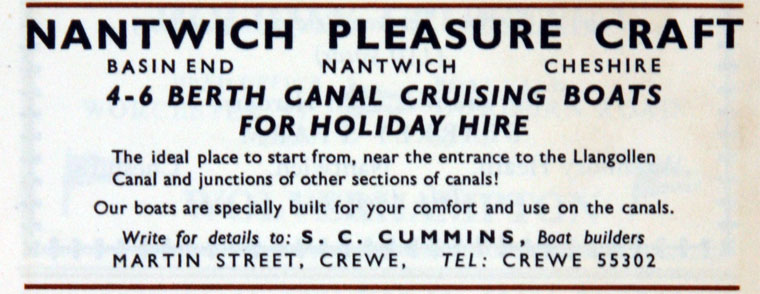 NANTWICH PLEASURE CRAFT
BASIN END NANTWICH CHESHIRE
4-6 BERTH CANAL CRUISING BOATS
FOR HOLIDAY HIRE
The ideal place to start from, near the entrance to the Llangollen
Canal and junctions of other sections of canals!
Our boats are specially built for your comfort and use on the canals.
Write for details to: S. C. CUMMINS, Boat builders
MARTIN STREET, CREWE, TEL: CREWE 55302